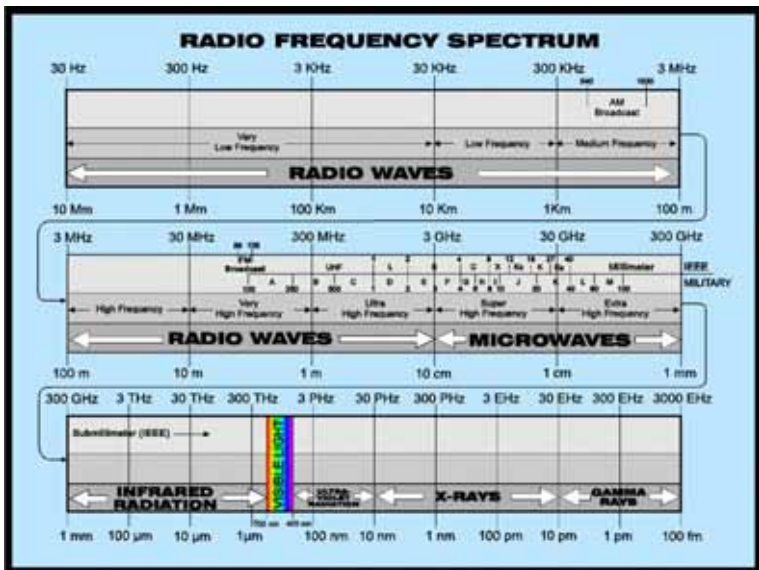 RADIO FREQUENCY SPECTRUM
30 Hz 300 Hz 3 KHz 30 KHz 300 KHz 3 MHz
AM
Broadcast
Very
Low Frequency Low Frequency Medium Frequency
RADIO WAVES
10 Mm 1 Mm 100 Km 10 Km 1Km 100 m
3 MHz 30 MHz 300 MHz 3 GHz 30 GHz 300 GHz
FM
Broadcast UHF L S C X Ku K Ka Millimeter IEEE
A B C D E F G H I J K L M MILITARY
High Frequency Very High Frequency Ultra High Frequency Super High Frequency Extra High Frequency
RADIO WAVES MICROWAVES
100 m 10 m 1 m 10 cm 1 cm 1 mm
300 GHz 3 THz 30 THz 300 THz 3 PHz 30 PHz 300 PHz 3 EHz 30 EHz 300 EHz 3000 EHz
Submillimeter (IEEE)
VISIBLE LIGHT
INFRARED RADIATION ULTRA-VIOLET RADIATION X-RAYS GAMMA RAYS
1 mm 100 µm 10 µm 1µm 100 nm 10 nm 1 nm 100 pm 10 pm 1 pm 100 fm